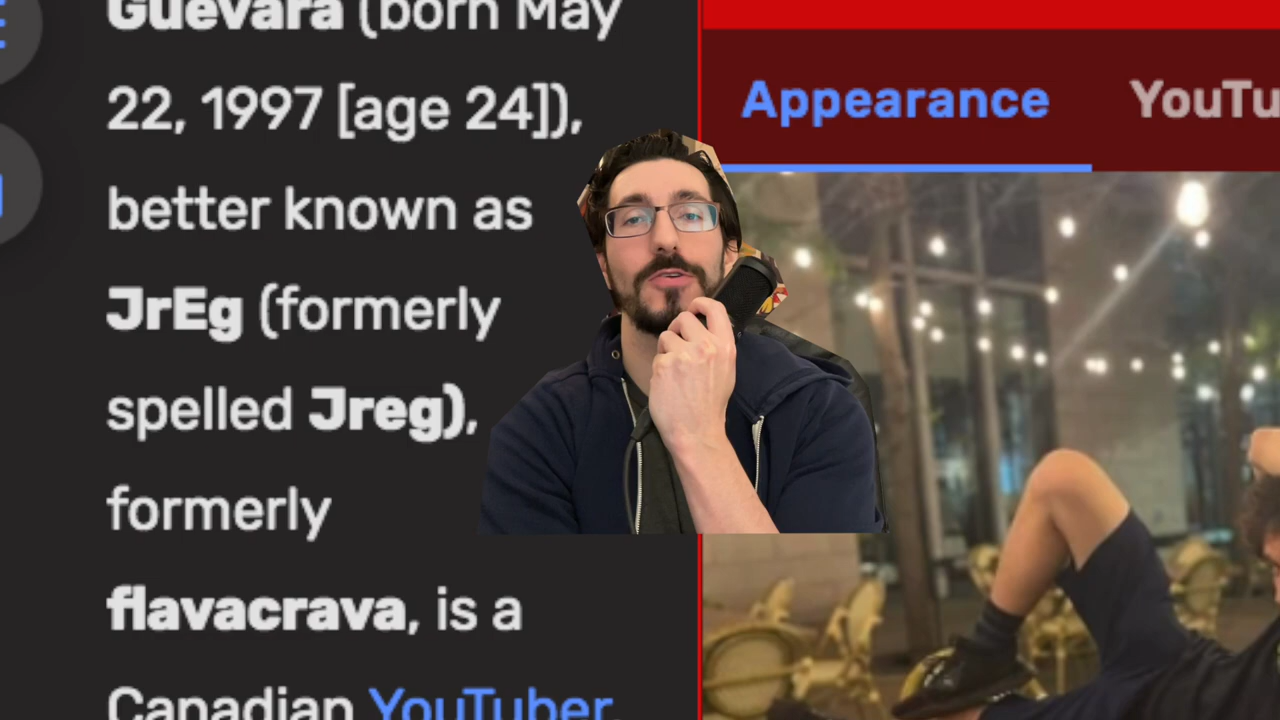 Guevara (born May
22, 1997 [age 24]),
better known as
JrEg (formerly
spelled Jreg),
formerly
flavacrava, is a
Canadian YouTuber.
Appearance YouTu